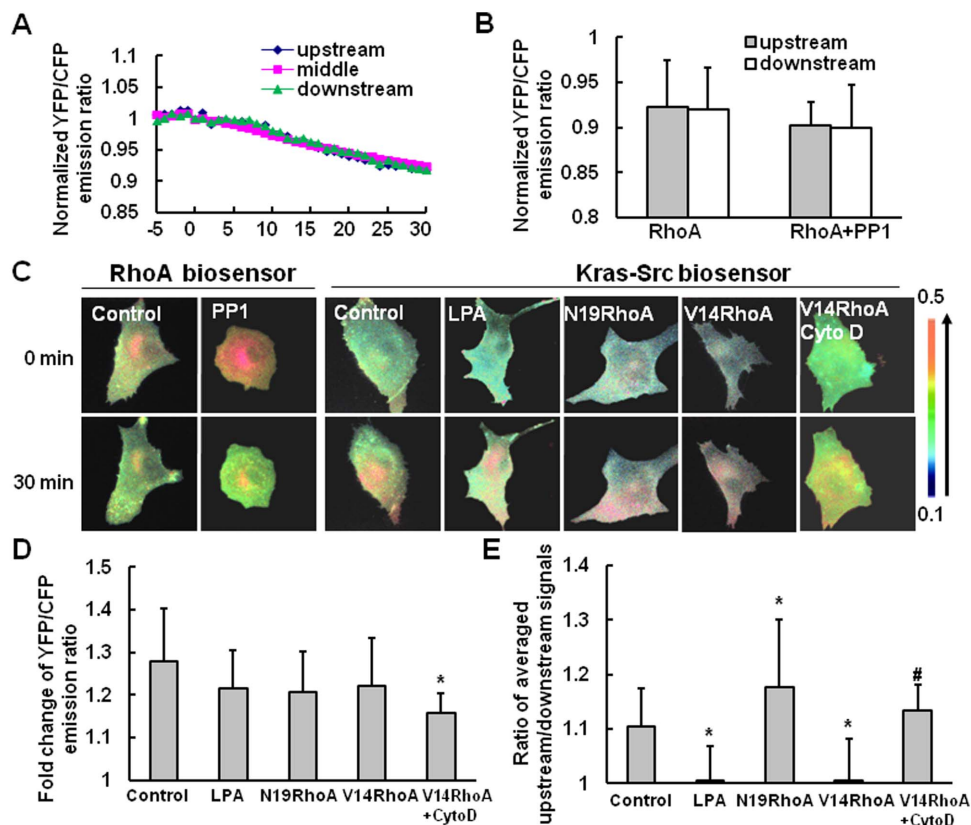 A
Normalized YFP/CFP
emission ratio
1.1
1.05
1
0.95
0.9
0.85
upstream
middle
downstream
-5 0 5 10 15 20 25 30
B
Normalized YFP/CFP
emission ratio
1
0.95
0.9
0.85
0.8
upstream
downstream
RhoA RhoA+PP1
C
RhoA biosensor Kras-Src biosensor
Control PP1 Control LPA N19RhoA V14RhoA V14RhoA
Cyto D
0 min
30 min
0.5
0.1
D
Fold change of YFP/CFP
emission ratio
1.5
1.4
1.3
1.2
1.1
1
*
Control LPA N19RhoA V14RhoA V14RhoA
+CytoD
E
Ratio of averaged
upstream/downstream signals
1.4
1.3
1.2
1.1
1
* * * #
Control LPA N19RhoA V14RhoA V14RhoA
+CytoD